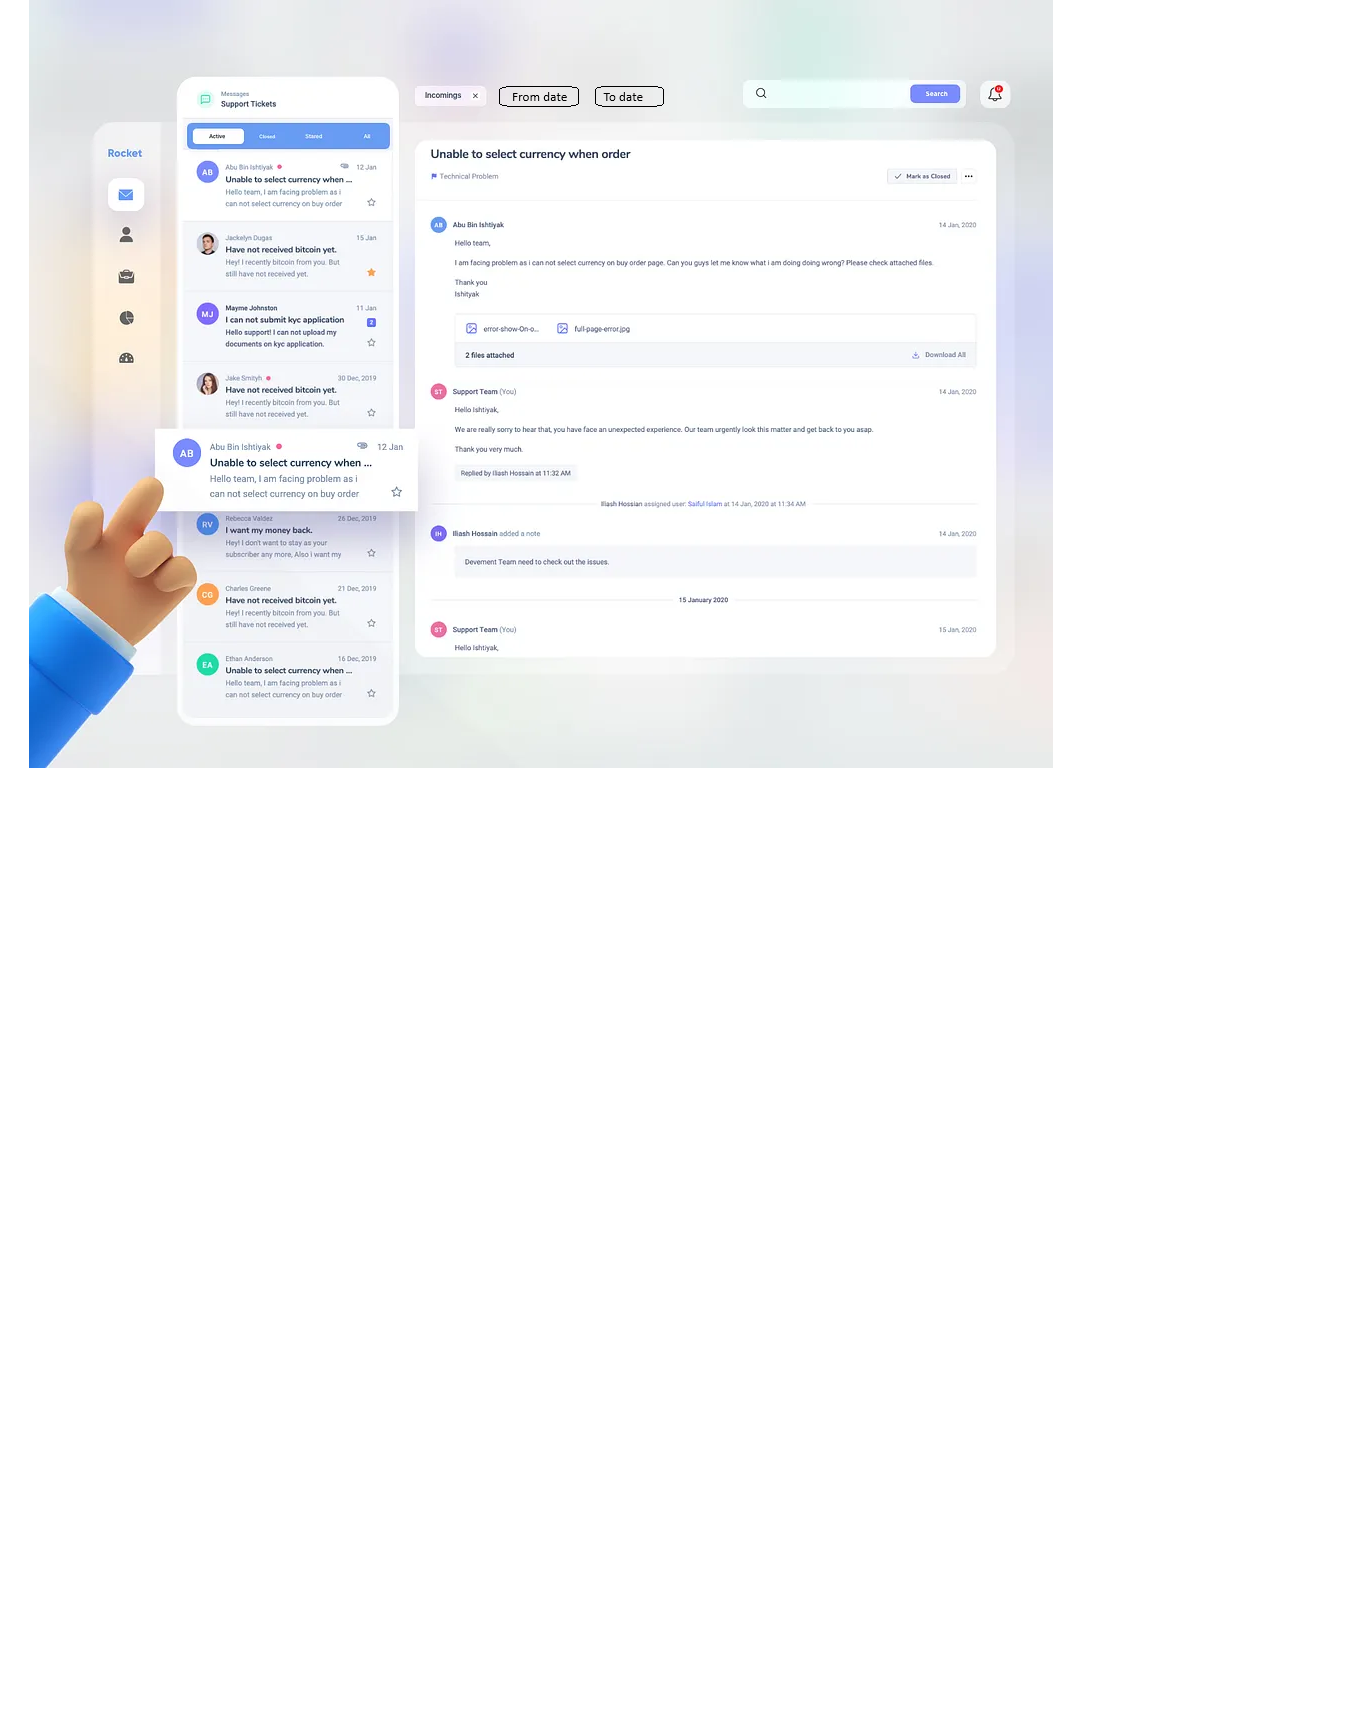 Messages
Support Tickets
Incomings ×
From date
To date
Search
Rocket
Active Closed Stared All
AB
Abu Bin Ishtiyak 12 Jan
Unable to select currency when ...
Hello team, I am facing problem as i
can not select currency on buy order
Jackelyn Dugas 15 Jan
Have not received bitcoin yet.
Hey! I recently bitcoin from you. But
still have not received yet.
MJ
Mayme Johnston 11 Jan
I can not submit kyc application
2
Hello support! I can not upload my
documents on kyc application.
Jake Smityh 30 Dec, 2019
Have not received bitcoin yet.
Hey! I recently bitcoin from you. But
still have not received yet.
AB
Abu Bin Ishtiyak 12 Jan
Unable to select currency when ...
Hello team, I am facing problem as i
can not select currency on buy order
RV
Rebecca Valdez 26 Dec, 2019
I want my money back.
Hey! I don't want to stay as your
subscriber any more, Also i want my
CG
Charles Greene 21 Dec, 2019
Have not received bitcoin yet.
Hey! I recently bitcoin from you. But
still have not received yet.
EA
Ethan Anderson 16 Dec, 2019
Unable to select currency when ...
Hello team, I am facing problem as i
can not select currency on buy order
Unable to select currency when order
Technical Problem
Mark as Closed
AB Abu Bin Ishtiyak 14 Jan, 2020
Hello team,
I am facing problem as i can not select currency on buy order page. Can you guys let me know what i am doing doing wrong? Please check attached files.
Thank you
Ishityak
error-show-On-o... full-page-error.jpg
2 files attached Download All
ST Support Team (You) 14 Jan, 2020
Hello Ishtiyak,
We are really sorry to hear that, you have face an unexpected experience. Our team urgently look this matter and get back to you asap.
Thank you very much.
Replied by Iliash Hossain at 11:32 AM
Iliash Hossian assigned user: Saiful Islam at 14 Jan, 2020 at 11:34 AM
IH Iliash Hossain added a note 14 Jan, 2020
Devement Team need to check out the issues.
15 January 2020
ST Support Team (You) 15 Jan, 2020
Hello Ishtiyak,